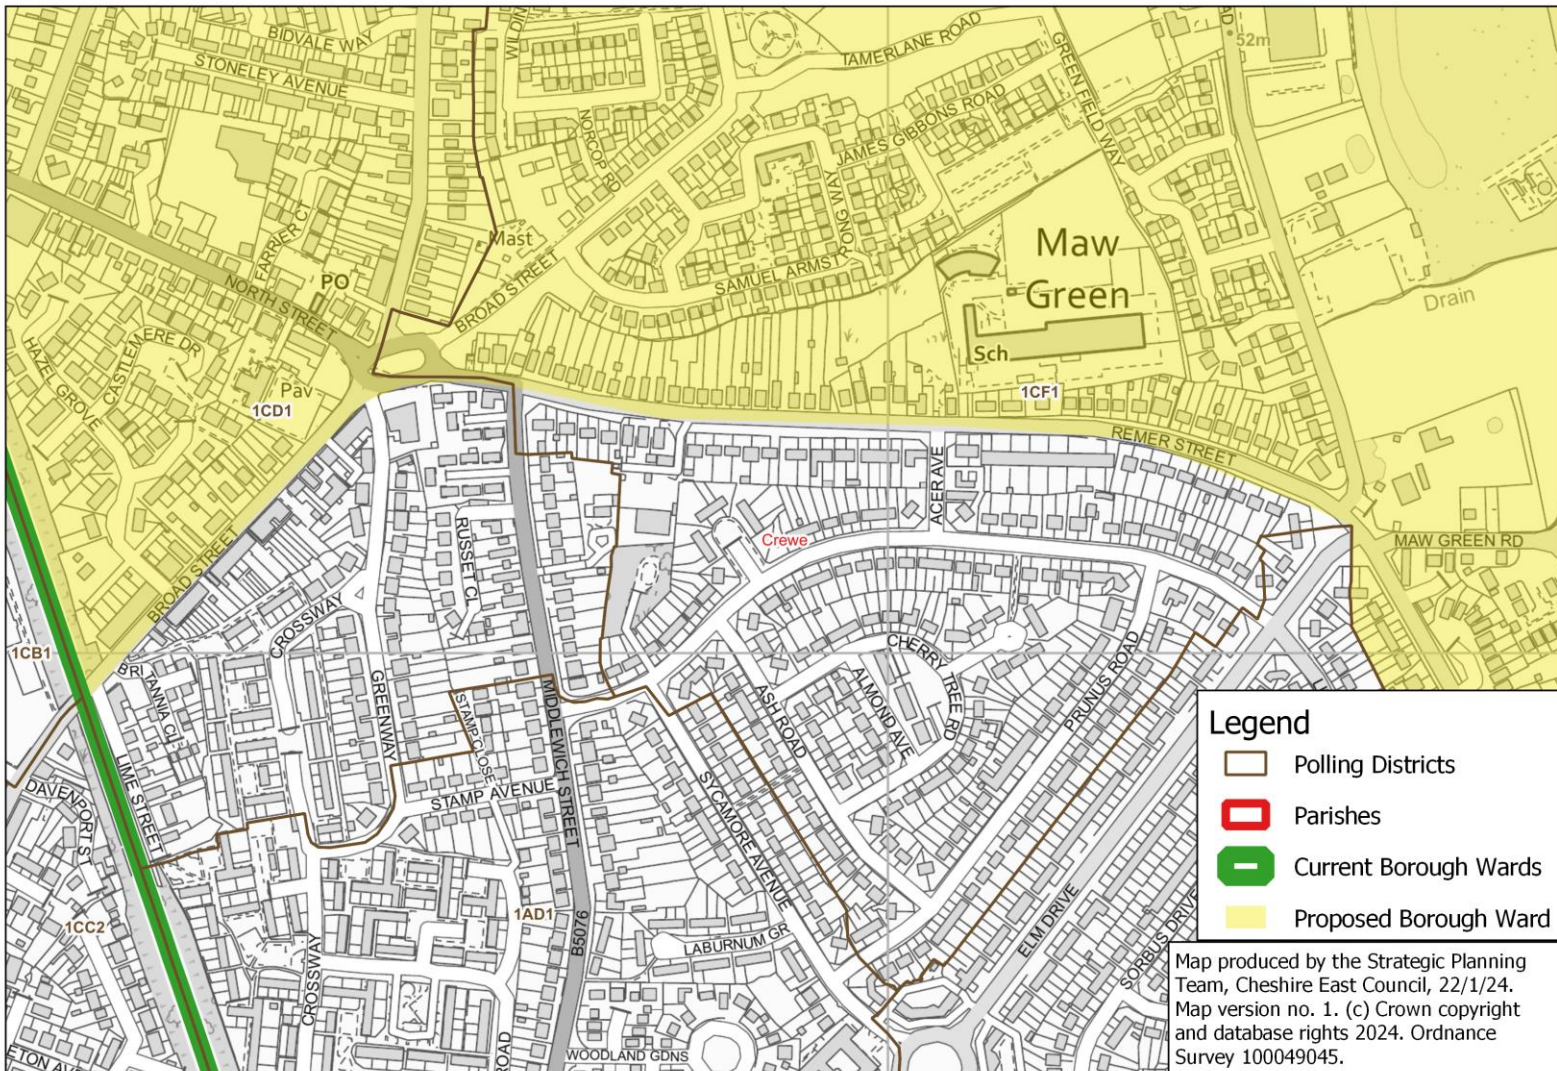 BIDVALE WAY
STONELEY AVENUE
TAMERLANE ROAD
52m
NORCOP RD
JAMES GIBBONS ROAD
GREEN FIELD WAY
FARRIER CT
Mast
SAMUEL ARMSTRONG WAY
Maw
Green
PO
NORTH STREET
BROAD STREET
Drain
HAZEL GROVE
CASTLEMERE DR
Pav
Sch
1CD1
1CF1
REMER STREET
ACER AVE
RUSSET CL
Crewe
MAW GREEN RD
BROAD STREET
CROSSWAY
1CB1
BRITANNIA CL
GREENWAY
CHERRY TREE RD
ALMOND AVE
PRUNUS ROAD
ASH ROAD
STAMP CLOSE
MIDDLEWICH STREET
LIME STREET
DAVENPORT ST
STAMP AVENUE
SYCAMORE AVENUE
1CC2
1AD1
B5076
LABURNUM GR
ELM DRIVE
SORBUS DRIVE
CROSSWAY
ROAD
WOODLAND GDNS
Legend
Polling Districts
Parishes
Current Borough Wards
Proposed Borough Ward
Map produced by the Strategic Planning
Team, Cheshire East Council, 22/1/24.
Map version no. 1. (c) Crown copyright
and database rights 2024. Ordnance
Survey 100049045.